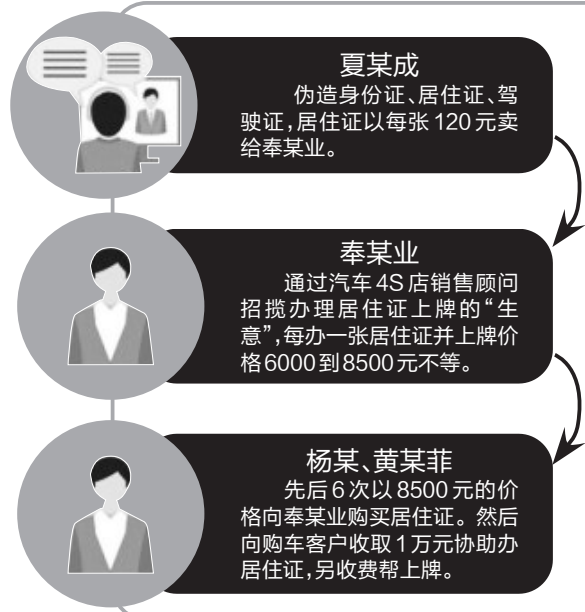 夏某成
伪造身份证、居住证、驾
驶证,居住证以每张120元卖
给奉某业。
奉某业
通过汽车4S店销售顾问
招揽办理居住证上牌的“生
意”,每办一张居住证并上牌价
格6000到8500元不等。
杨某、黄某菲
先后6次以8500元的价
格向奉某业购买居住证。然后
向购车客户收取1万元协助办
居住证,另收费帮上牌。